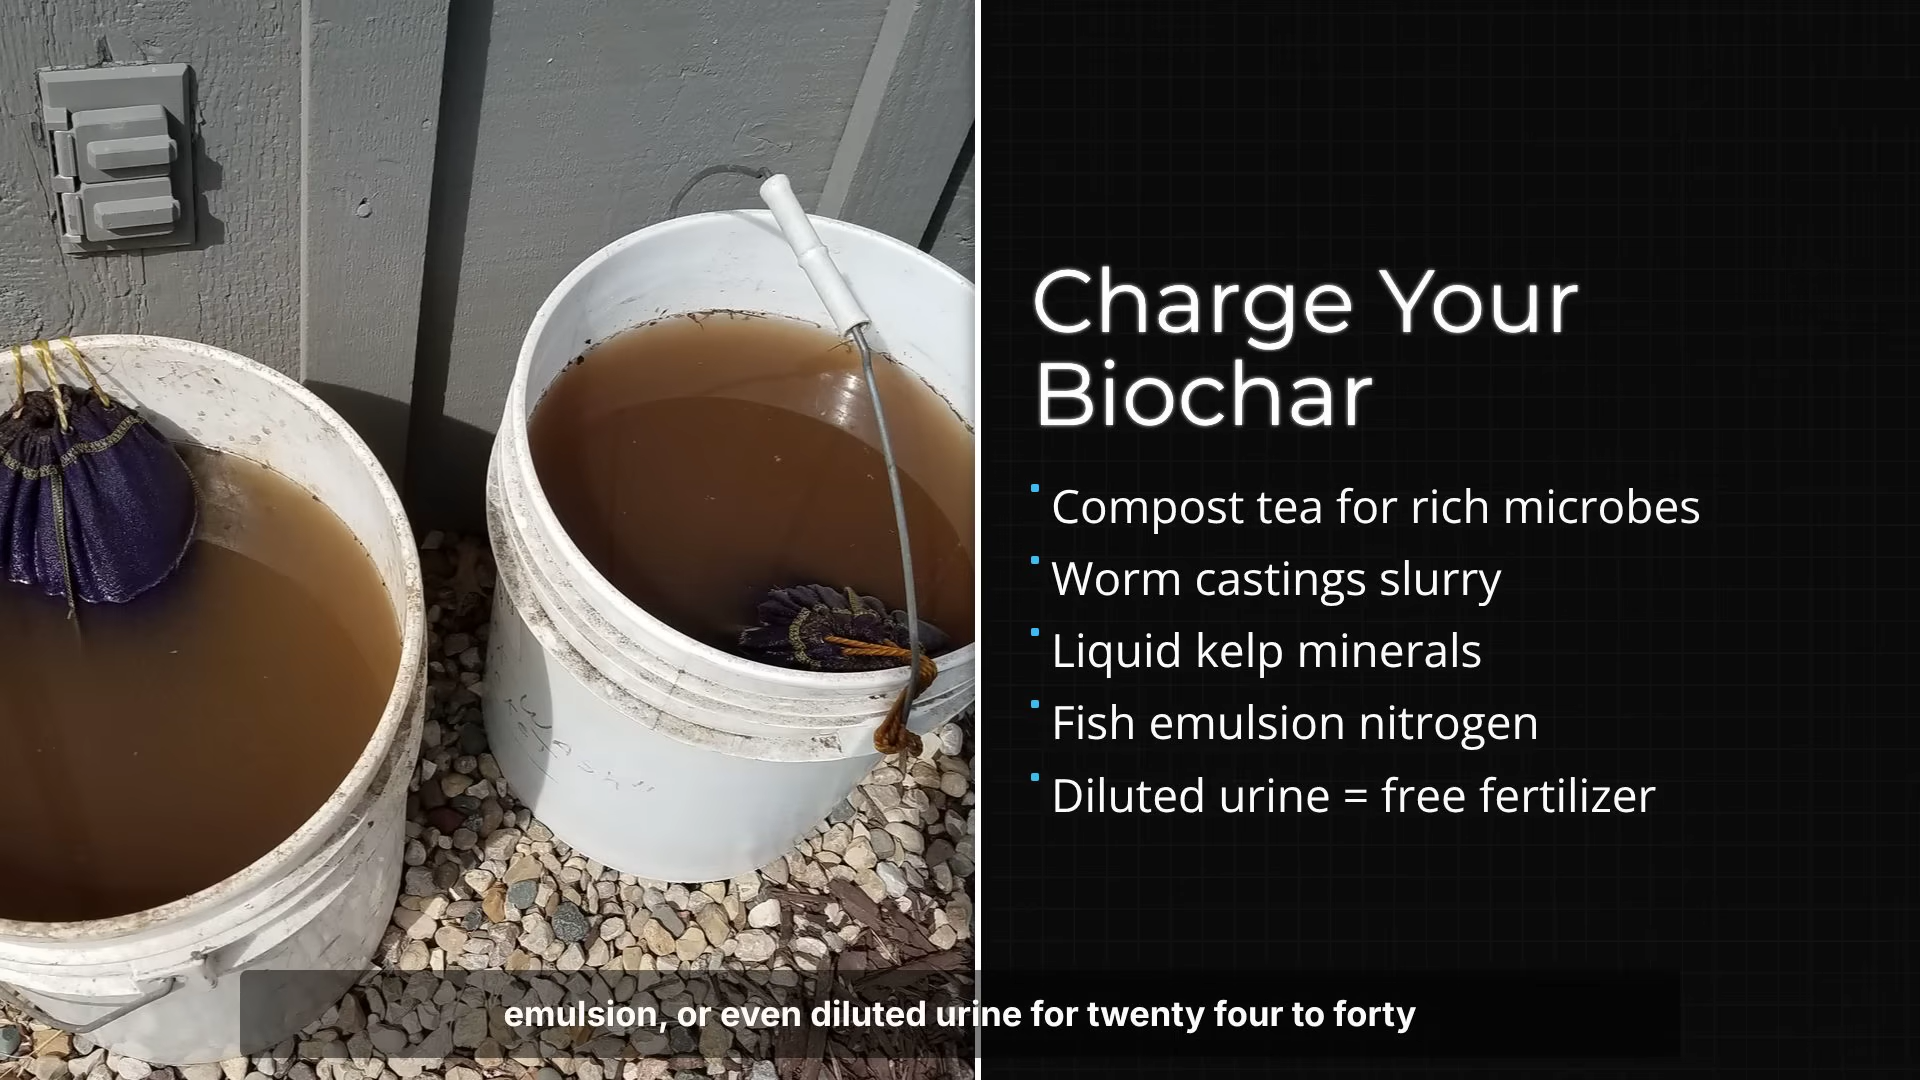 Charge Your
Biochar
Compost tea for rich microbes
Worm castings slurry
Liquid kelp minerals
Fish emulsion nitrogen
Diluted urine = free fertilizer
emulsion, or even diluted urine for twenty four to forty